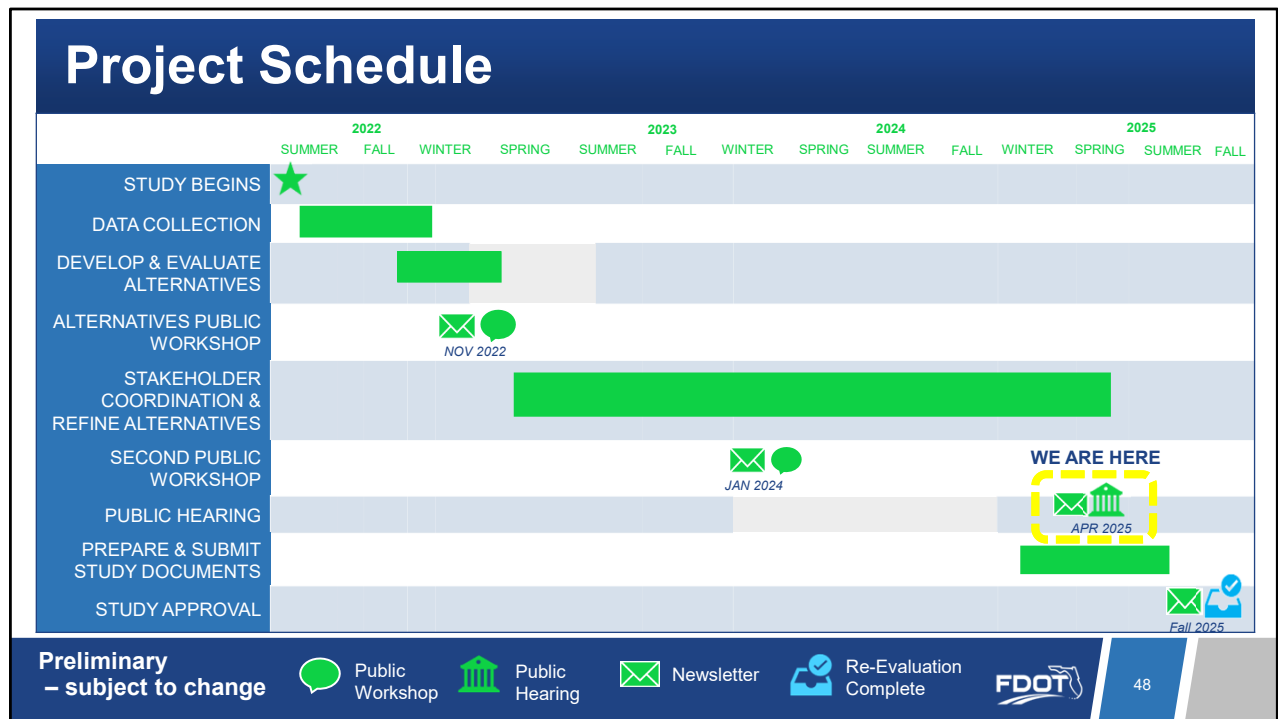 Project Schedule
2022 2023 2024 2025
SUMMER FALL WINTER SPRING SUMMER FALL WINTER SPRING SUMMER FALL WINTER SPRING SUMMER FALL
STUDY BEGINS
DATA COLLECTION
DEVELOP & EVALUATE
ALTERNATIVES
ALTERNATIVES PUBLIC
WORKSHOP
NOV 2022
STAKEHOLDER
COORDINATION &
REFINE ALTERNATIVES
SECOND PUBLIC
WORKSHOP
JAN 2024
WE ARE HERE
PUBLIC HEARING
APR 2025
PREPARE & SUBMIT
STUDY DOCUMENTS
STUDY APPROVAL
Fall 2025
Preliminary
– subject to change
Public
Workshop
Public
Hearing
Newsletter
Re-Evaluation
Complete
FDOT
48